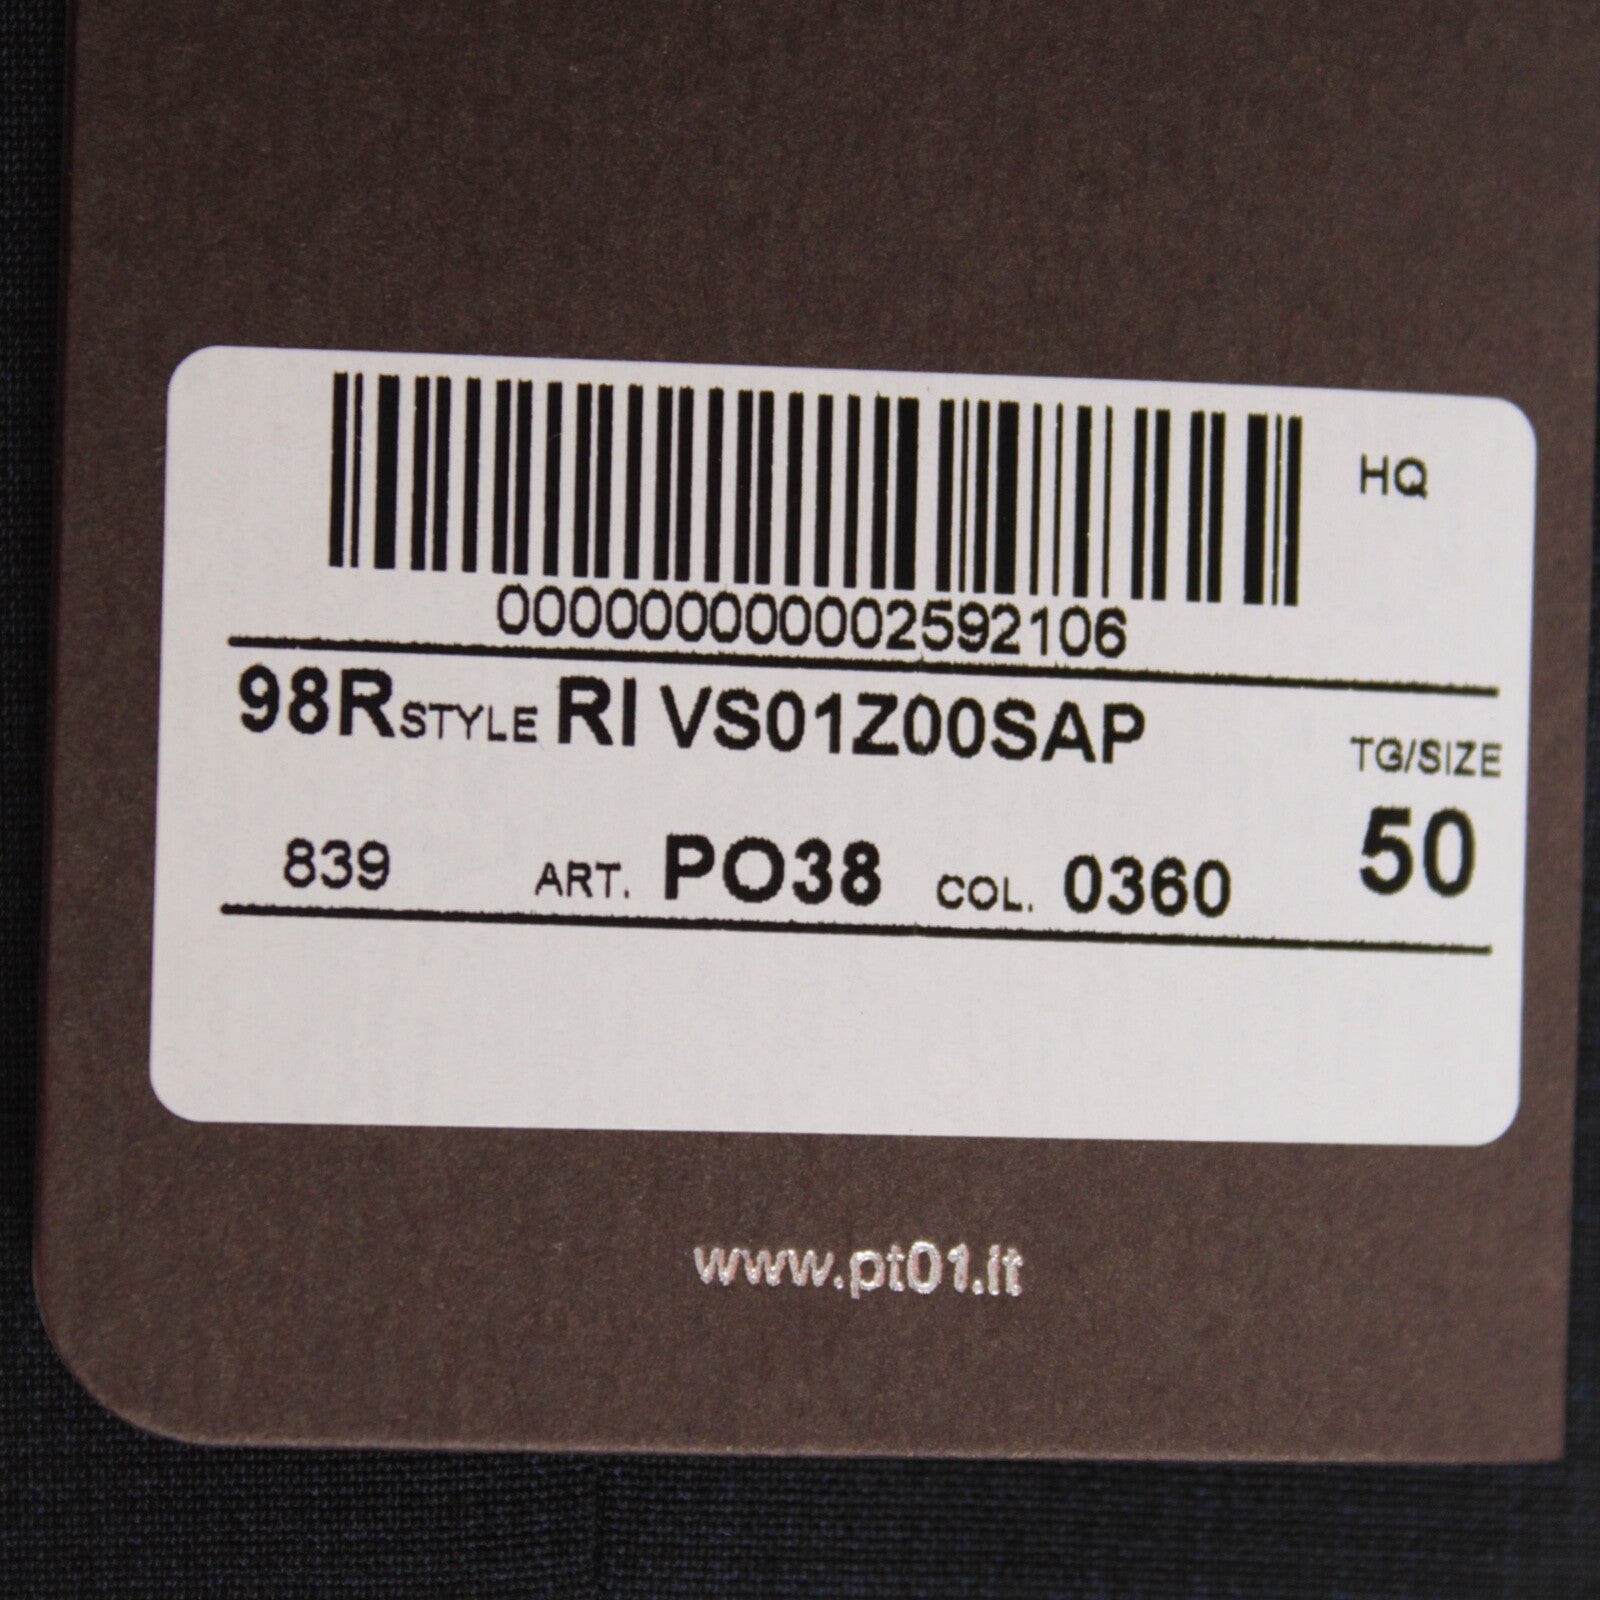 HQ
000000000002592106
98R STYLE RI VS01Z00SAP
TG/SIZE
839 ART. PO38 COL. 0360 50
www.pt01.it